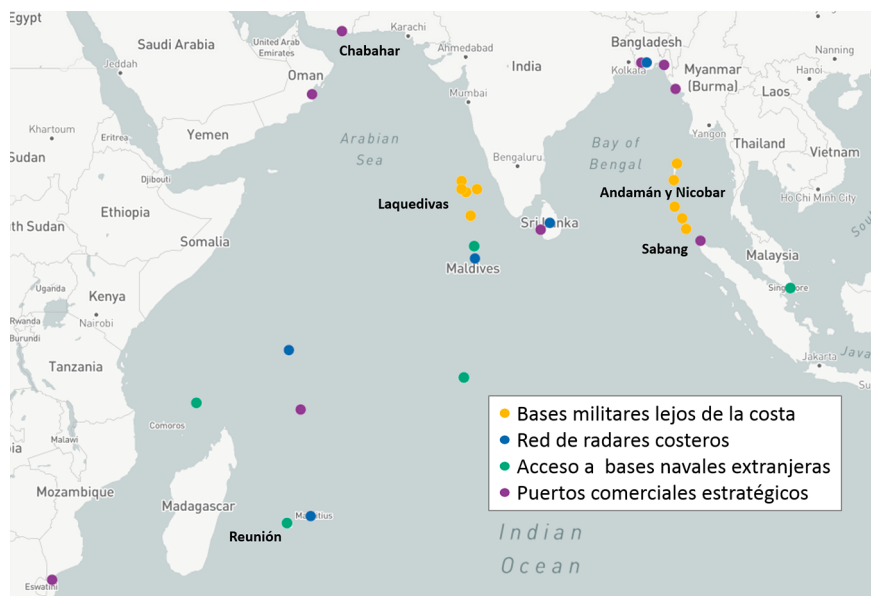 Egypt
Saudi Arabia
Jeddah
United Arab
Emirates
Oman
Chabahar
Karachi
Ahmedabad
India
Mumbai
Bangladesh
Kolkata
Myanmar
(Burma)
Nanning
Hanoi
Laos
Khartoum
Sudan
Eritrea
Yemen
Arabian
Sea
Bay of
Bengal
Yangon
Thailand
Vietnam
Djibouti
Bengaluru
Ethiopia
th Sudan
Somalia
Laquedivas
Andamán y Nicobar
Ho Chi Minh City
Sou
Sri Lanka
Sabang
Malaysia
Maldives
Singapore
Uganda
Kenya
Rwanda
Nairobi
Burundi
Tanzania
Jakarta
Java
Su
Comoros
bia
Malawi
Mozambique
Madagascar
Mauritius
Reunión
Eswatini
Bases militares lejos de la costa
Red de radares costeros
Acceso a bases navales extranjeras
Puertos comerciales estratégicos
Indian
Ocean